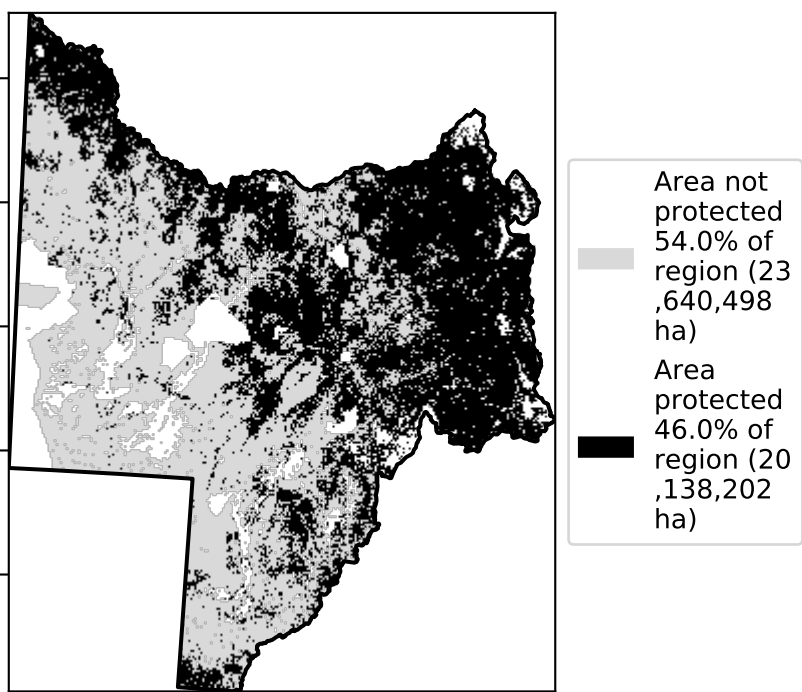 Area not
protected
54.0% of
region (23
,640,498
ha)
Area
protected
46.0% of
region (20
,138,202
ha)